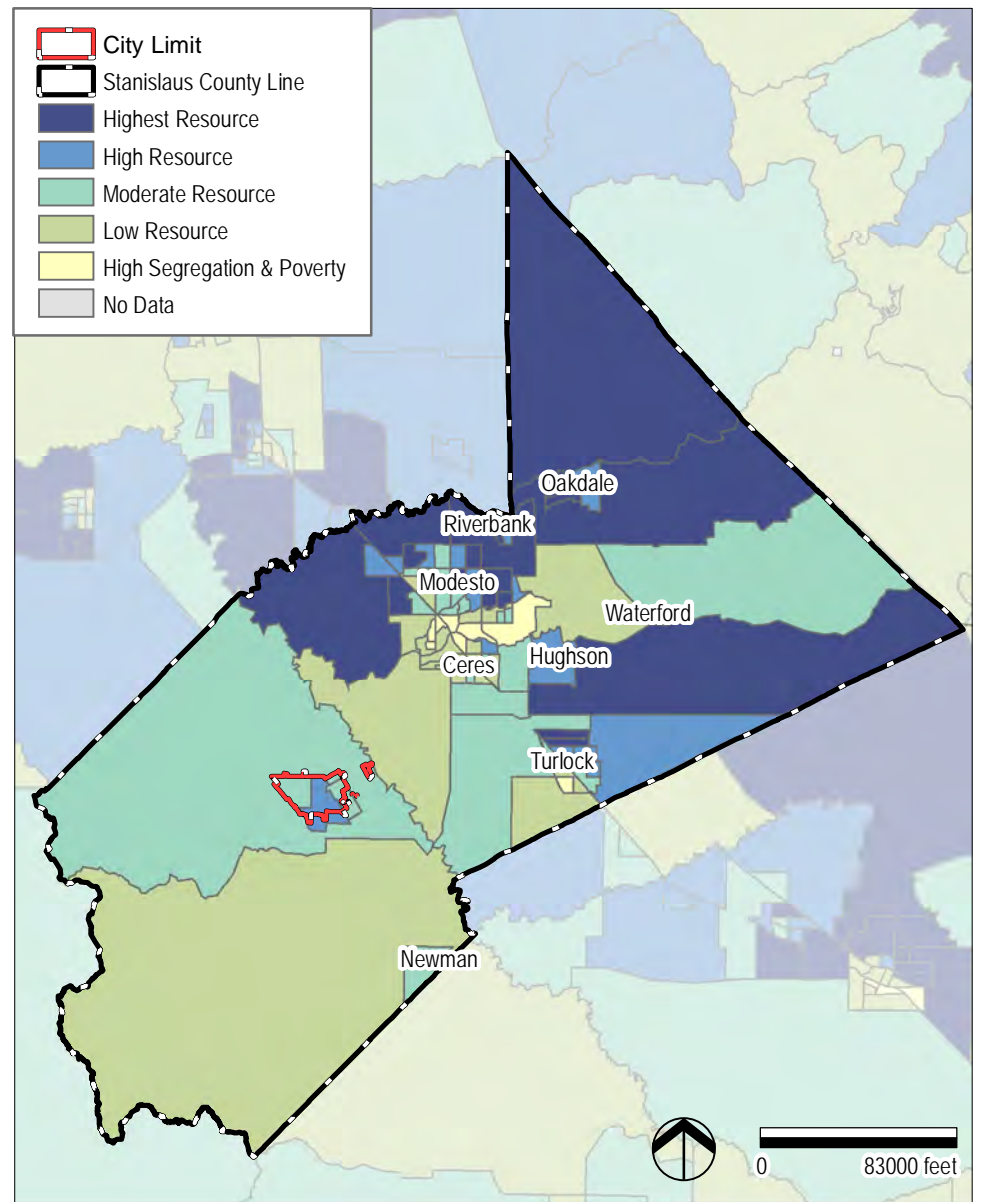 City Limit
Stanislaus County Line
Highest Resource
High Resource
Moderate Resource
Low Resource
High Segregation & Poverty
No Data
Oakdale
Riverbank
Modesto
Waterford
Hughson
Ceres
Turlock
Newman
0 83000 feet